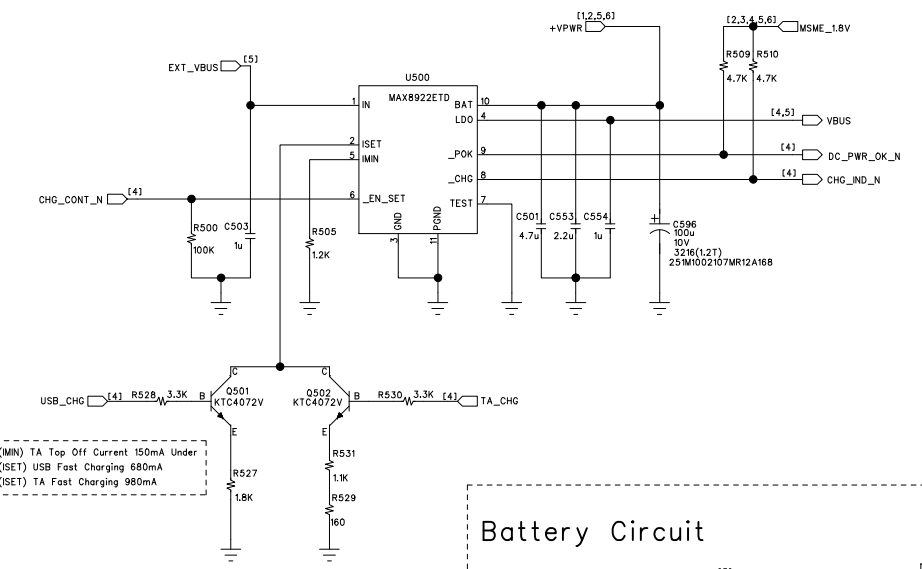 [1,2,5,6]
+VPWR
[2,3,4,5,6]
MSME_1.8V
R509
R510
4.7K
4.7K
EXT_VBUS
[5]
U500
MAX8922ETD
1 IN
BAT 10
LDO 4
[4,5]
VBUS
2 ISET
5 IMIN
_POK 9
[4]
DC_PWR_OK_N
_CHG 8
[4]
CHG_IND_N
CHG_CONT_N
[4]
6 _EN_SET
TEST 7
GND
PGND
3
11
R500
100K
C503
1u
R505
1.2K
C501
4.7u
C553
2.2u
C554
1u
C596
100u
10V
3216(1.2T)
251M1002107MR12A168
USB_CHG
[4]
R528
3.3K
B
C
E
Q501
KTC4072V
Q502
KTC4072V
C
B
E
R530
3.3K
[4]
TA_CHG
(IMIN) TA Top Off Current 150mA Under
(ISET) USB Fast Charging 680mA
(ISET) TA Fast Charging 980mA
R527
1.8K
R531
1.1K
R529
160
Battery Circuit